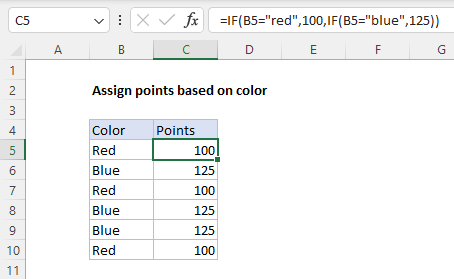 C5 fx =IF(B5="red",100,IF(B5="blue",125))
A B C D E F G
1
2 Assign points based on color
3
4 Color Points
5 Red 100
6 Blue 125
7 Red 100
8 Blue 125
9 Blue 125
10 Red 100
11